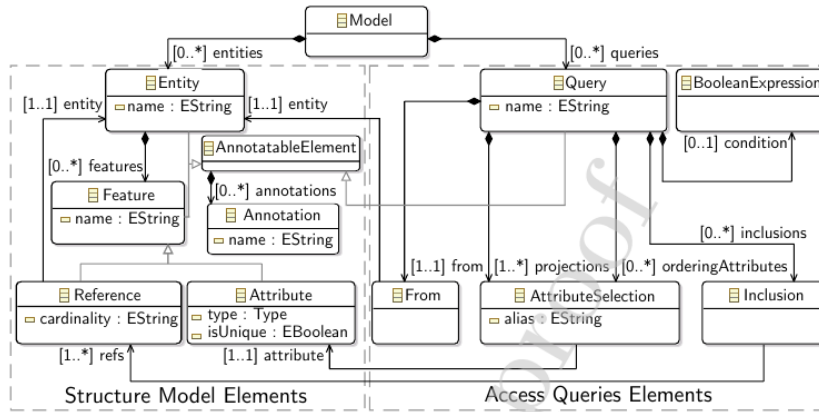 Model
[0..*] entities
[0..*] queries
Entity
name : EString
Query
name : EString
BooleanExpression
[1..1] entity
[1..1] entity
[0..1] condition
AnnotatableElement
[0..*] features
[0..*] annotations
Feature
name : EString
Annotation
name : EString
[0..*] inclusions
[1..1] from
[1..*] projections
[0..*] orderingAttributes
Reference
cardinality : EString
Attribute
type : Type
isUnique : EBoolean
From
AttributeSelection
alias : EString
Inclusion
[1..*] refs
[1..1] attribute
Structure Model Elements
Access Queries Elements
proof